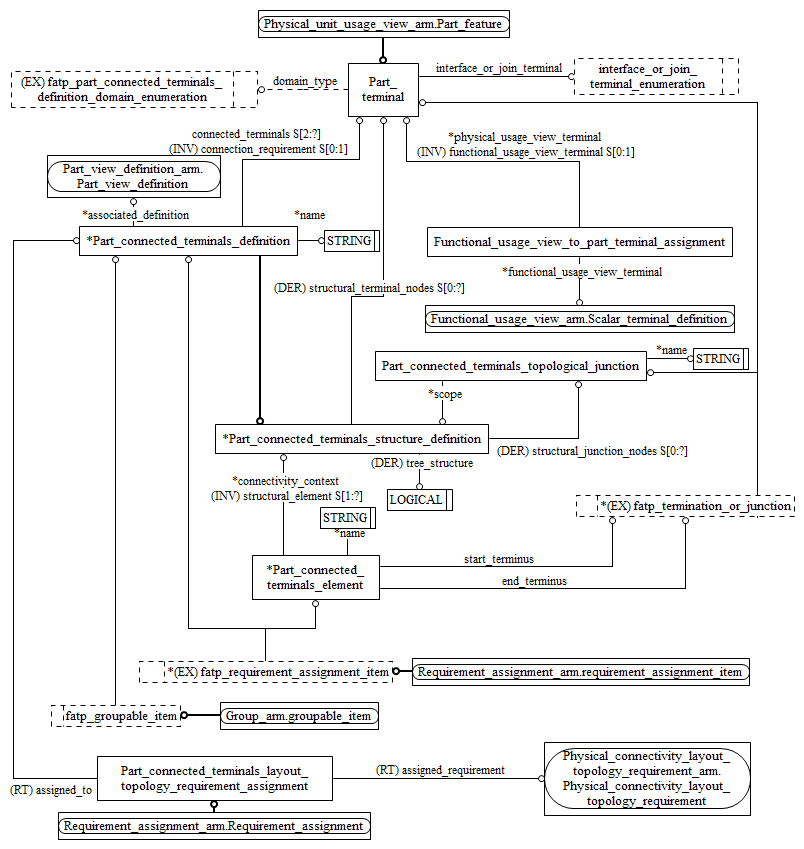 Physical_unit_usage_view_arm.Part_feature
(EX) fatp_part_connected_terminals_
definition_domain_enumeration
domain_type
Part_
terminal
interface_or_join_terminal
interface_or_join_
terminal_enumeration
connected_terminals S[2:?]
(INV) connection_requirement S[0:1]
*physical_usage_view_terminal
(INV) functional_usage_view_terminal S[0:1]
Part_view_definition_arm.
Part_view_definition
*associated_definition
*name
*Part_connected_terminals_definition
STRING
Functional_usage_view_to_part_terminal_assignment
*functional_usage_view_terminal
(DER) structural_terminal_nodes S[0:?]
Functional_usage_view_arm.Scalar_terminal_definition
Part_connected_terminals_topological_junction
*name
STRING
*scope
*Part_connected_terminals_structure_definition
(DER) structural_junction_nodes S[0:?]
(DER) tree_structure
*connectivity_context
(INV) structural_element S[1:?]
LOGICAL
STRING
*name
*(EX) fatp_termination_or_junction
*Part_connected_
terminals_element
start_terminus
end_terminus
*(EX) fatp_requirement_assignment_item
Requirement_assignment_arm.requirement_assignment_item
fatp_groupable_item
Group_arm.groupable_item
(RT) assigned_to
Part_connected_terminals_layout_
topology_requirement_assignment
(RT) assigned_requirement
Physical_connectivity_layout_
topology_requirement_arm.
Physical_connectivity_layout_
topology_requirement
Requirement_assignment_arm.Requirement_assignment